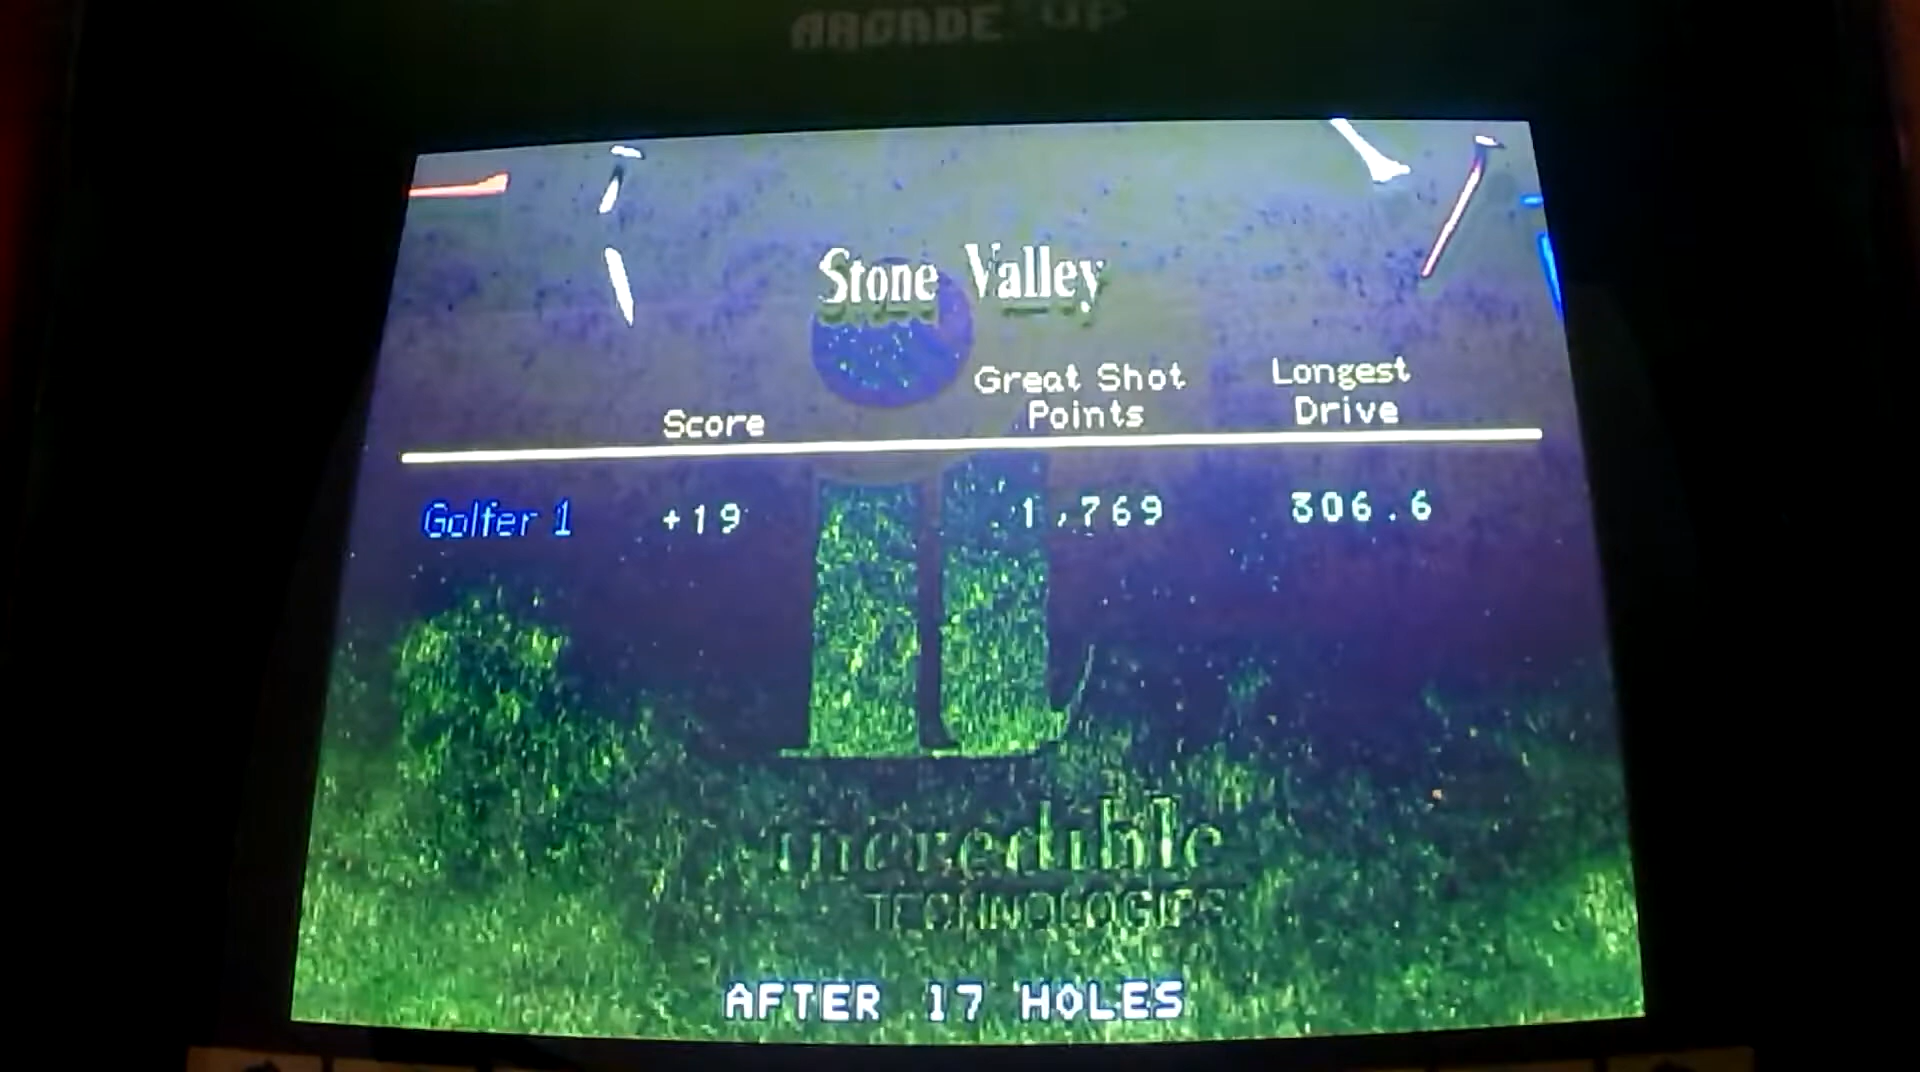 ARCADE UP
Stone Valley
Score Great Shot Points Longest Drive
Golfer 1 +19 1,769 306.6
incredible
TECHNOLOGIES
AFTER 17 HOLES